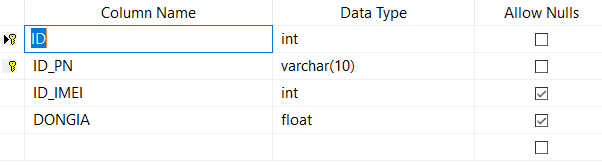 Column Name Data Type Allow Nulls
ID int
ID_PN varchar(10)
ID_IMEI int
DONGIA float